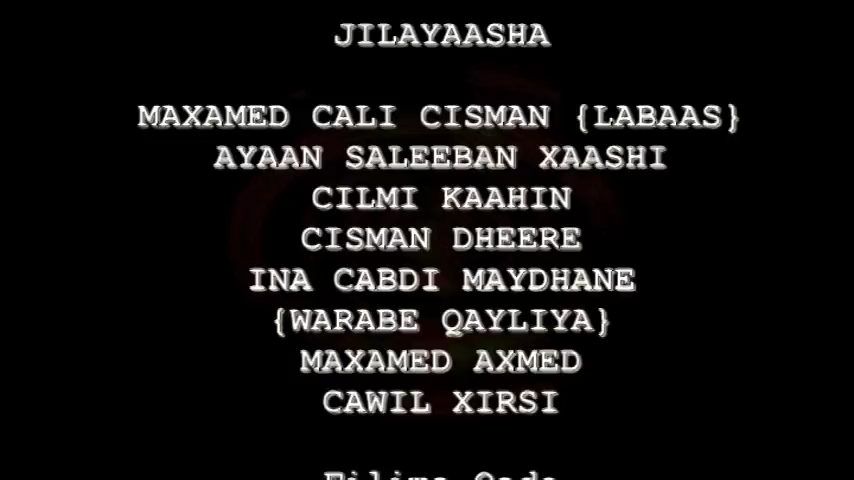 JILAYAASHA
MAXAMED CALI CISMAN {LABAAS}
AYAAN SALEEBAN XAASHI
CILMI KAAHIN
CISMAN DHEERE
INA CABDI MAYDHANE
{WARABE QAYLIYA}
MAXAMED AXMED
CAWIL XIRSI